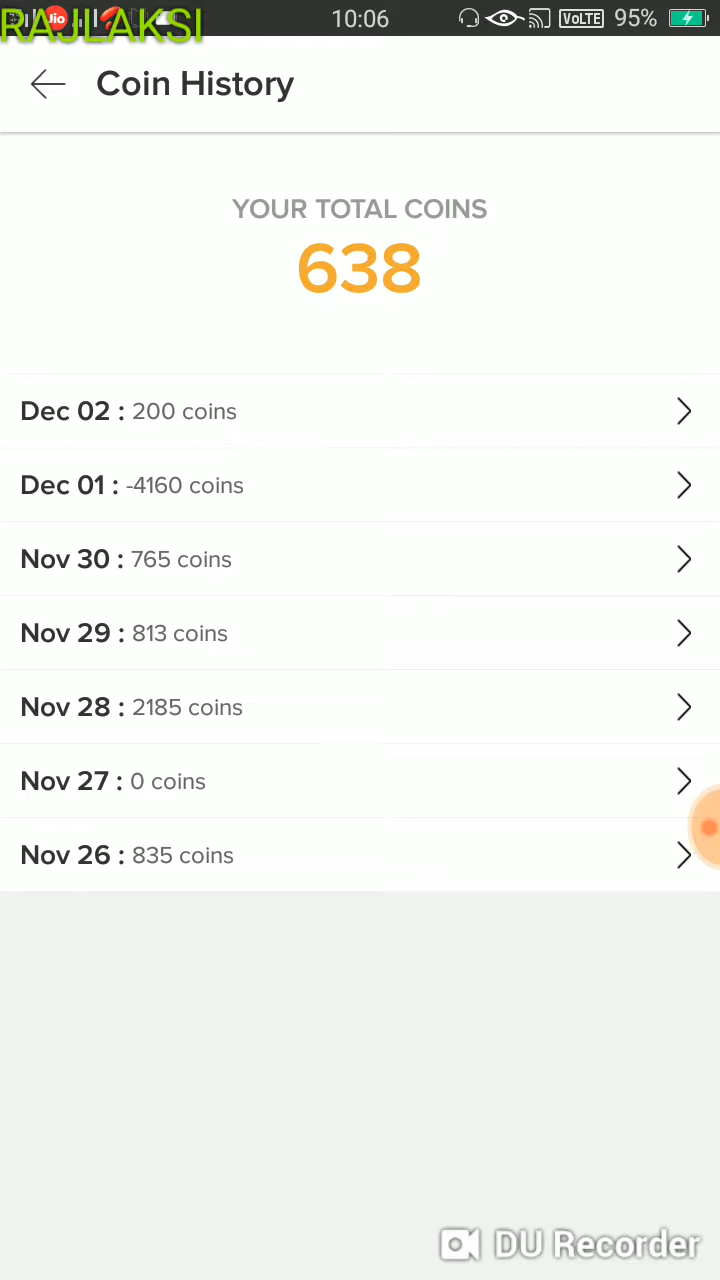 RAJLAKSI
Jio
10:06
VoLTE
95%
Coin History
YOUR TOTAL COINS
638
Dec 02 : 200 coins
Dec 01 : -4160 coins
Nov 30 : 765 coins
Nov 29 : 813 coins
Nov 28 : 2185 coins
Nov 27 : 0 coins
Nov 26 : 835 coins
DU Recorder